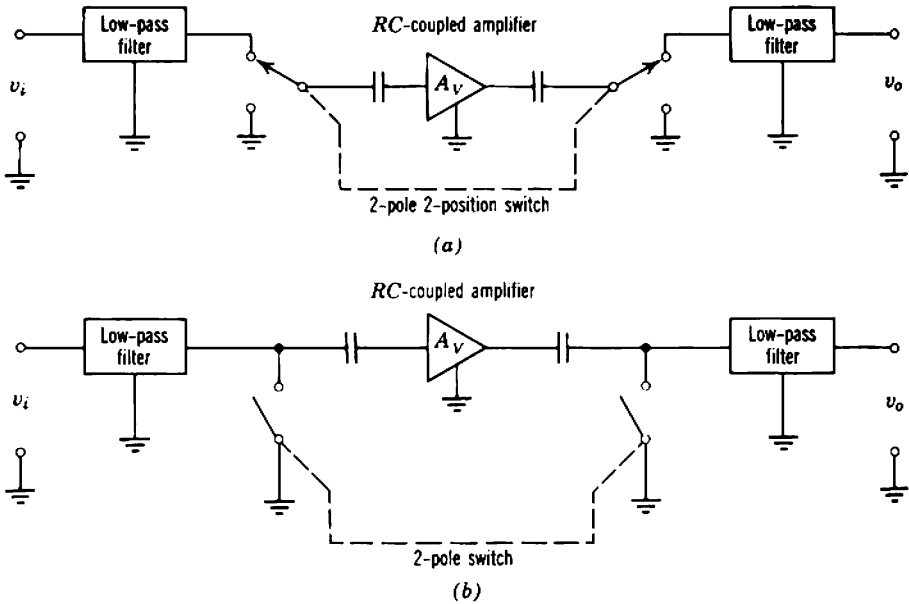 RC-coupled amplifier
Low-pass
filter
Low-pass
filter
v_i
A_V
v_o
2-pole 2-position switch
(a)
RC-coupled amplifier
Low-pass
filter
Low-pass
filter
v_i
A_V
v_o
2-pole switch
(b)